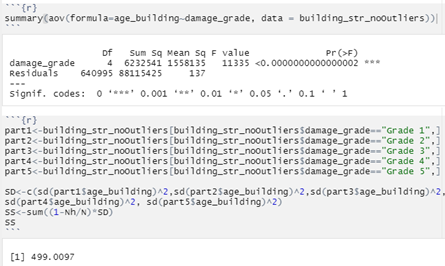 ```{r}
summary(aov(formula=age_building~damage_grade, data = building_str_noOutliers))
```
Df Sum Sq Mean Sq F value Pr(>F)
damage_grade 4 6232541 1558135 11335 <0.0000000000000002 ***
Residuals 640995 88115425 137
---
Signif. codes: 0 ‘***’ 0.001 ‘**’ 0.01 ‘*’ 0.05 ‘.’ 0.1 ‘ ’ 1
```{r}
part1<-building_str_noOutliers[building_str_noOutliers$damage_grade=="Grade 1",]
part2<-building_str_noOutliers[building_str_noOutliers$damage_grade=="Grade 2",]
part3<-building_str_noOutliers[building_str_noOutliers$damage_grade=="Grade 3",]
part4<-building_str_noOutliers[building_str_noOutliers$damage_grade=="Grade 4",]
part5<-building_str_noOutliers[building_str_noOutliers$damage_grade=="Grade 5",]
SD<-c(sd(part1$age_building)^2,sd(part2$age_building)^2,sd(part3$age_building)^2,
sd(part4$age_building)^2, sd(part5$age_building)^2)
SS<-sum((1-Nh/N)*SD)
SS
```
[1] 499.0097